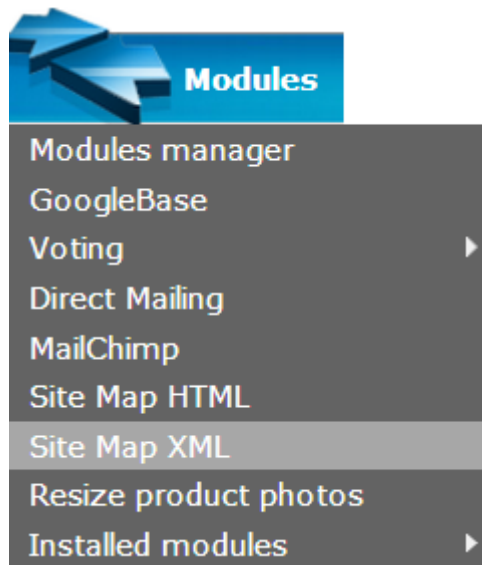 Modules
Modules manager
GoogleBase
Voting
Direct Mailing
MailChimp
Site Map HTML
Site Map XML
Resize product photos
Installed modules